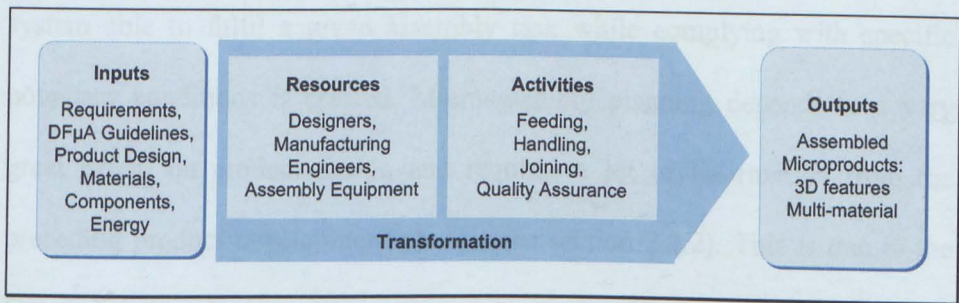 Inputs
Requirements,
DFµA Guidelines,
Product Design,
Materials,
Components,
Energy
Resources
Designers,
Manufacturing
Engineers,
Assembly Equipment
Activities
Feeding,
Handling,
Joining,
Quality Assurance
Transformation
Outputs
Assembled
Microproducts:
3D features
Multi-material